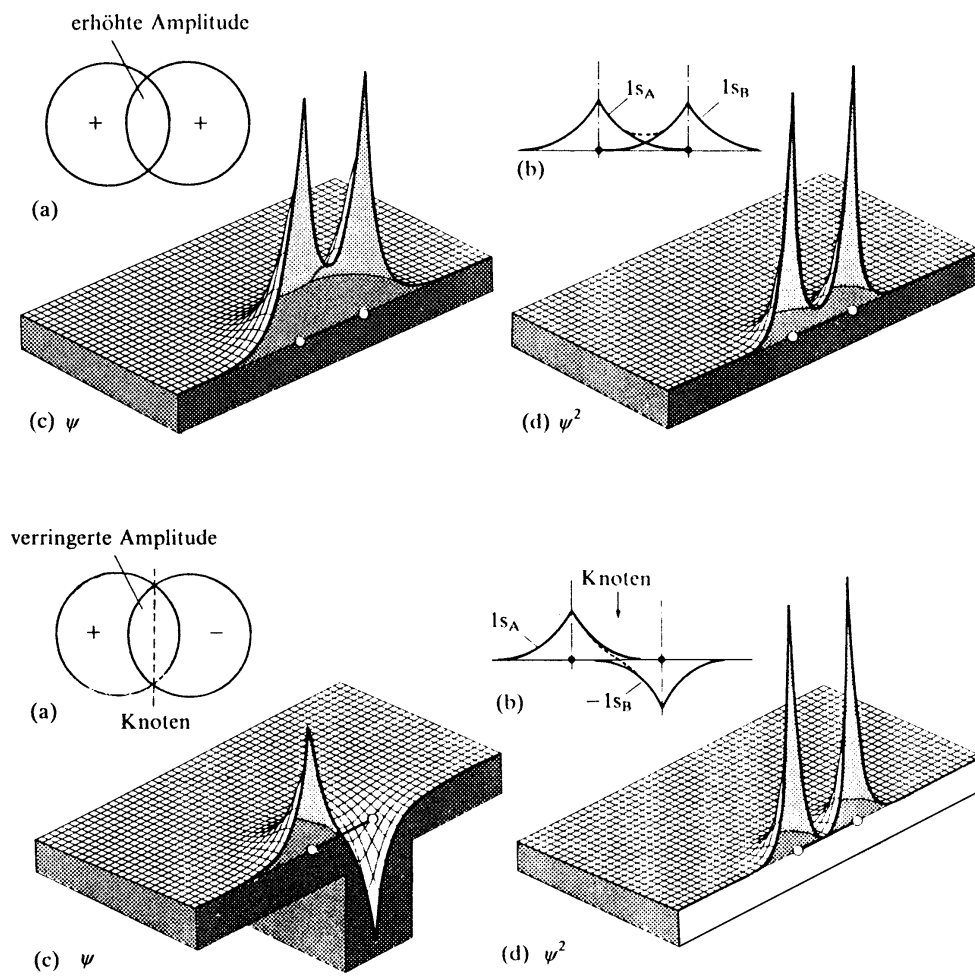 erhöhte Amplitude
+ +
(a)
1s_A 1s_B
(b)
(c) ψ
(d) ψ²
verringerte Amplitude
+ −
(a)
Knoten
Knoten
1s_A
−1s_B
(b)
(c) ψ
(d) ψ²